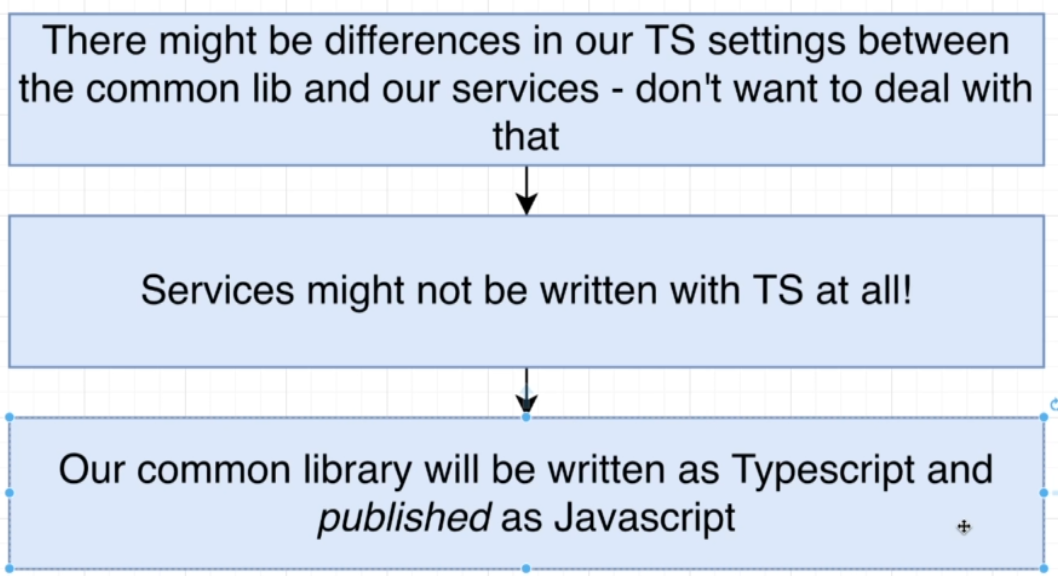 There might be differences in our TS settings between
the common lib and our services - don't want to deal with
that
Services might not be written with TS at all!
Our common library will be written as Typescript and
published as Javascript